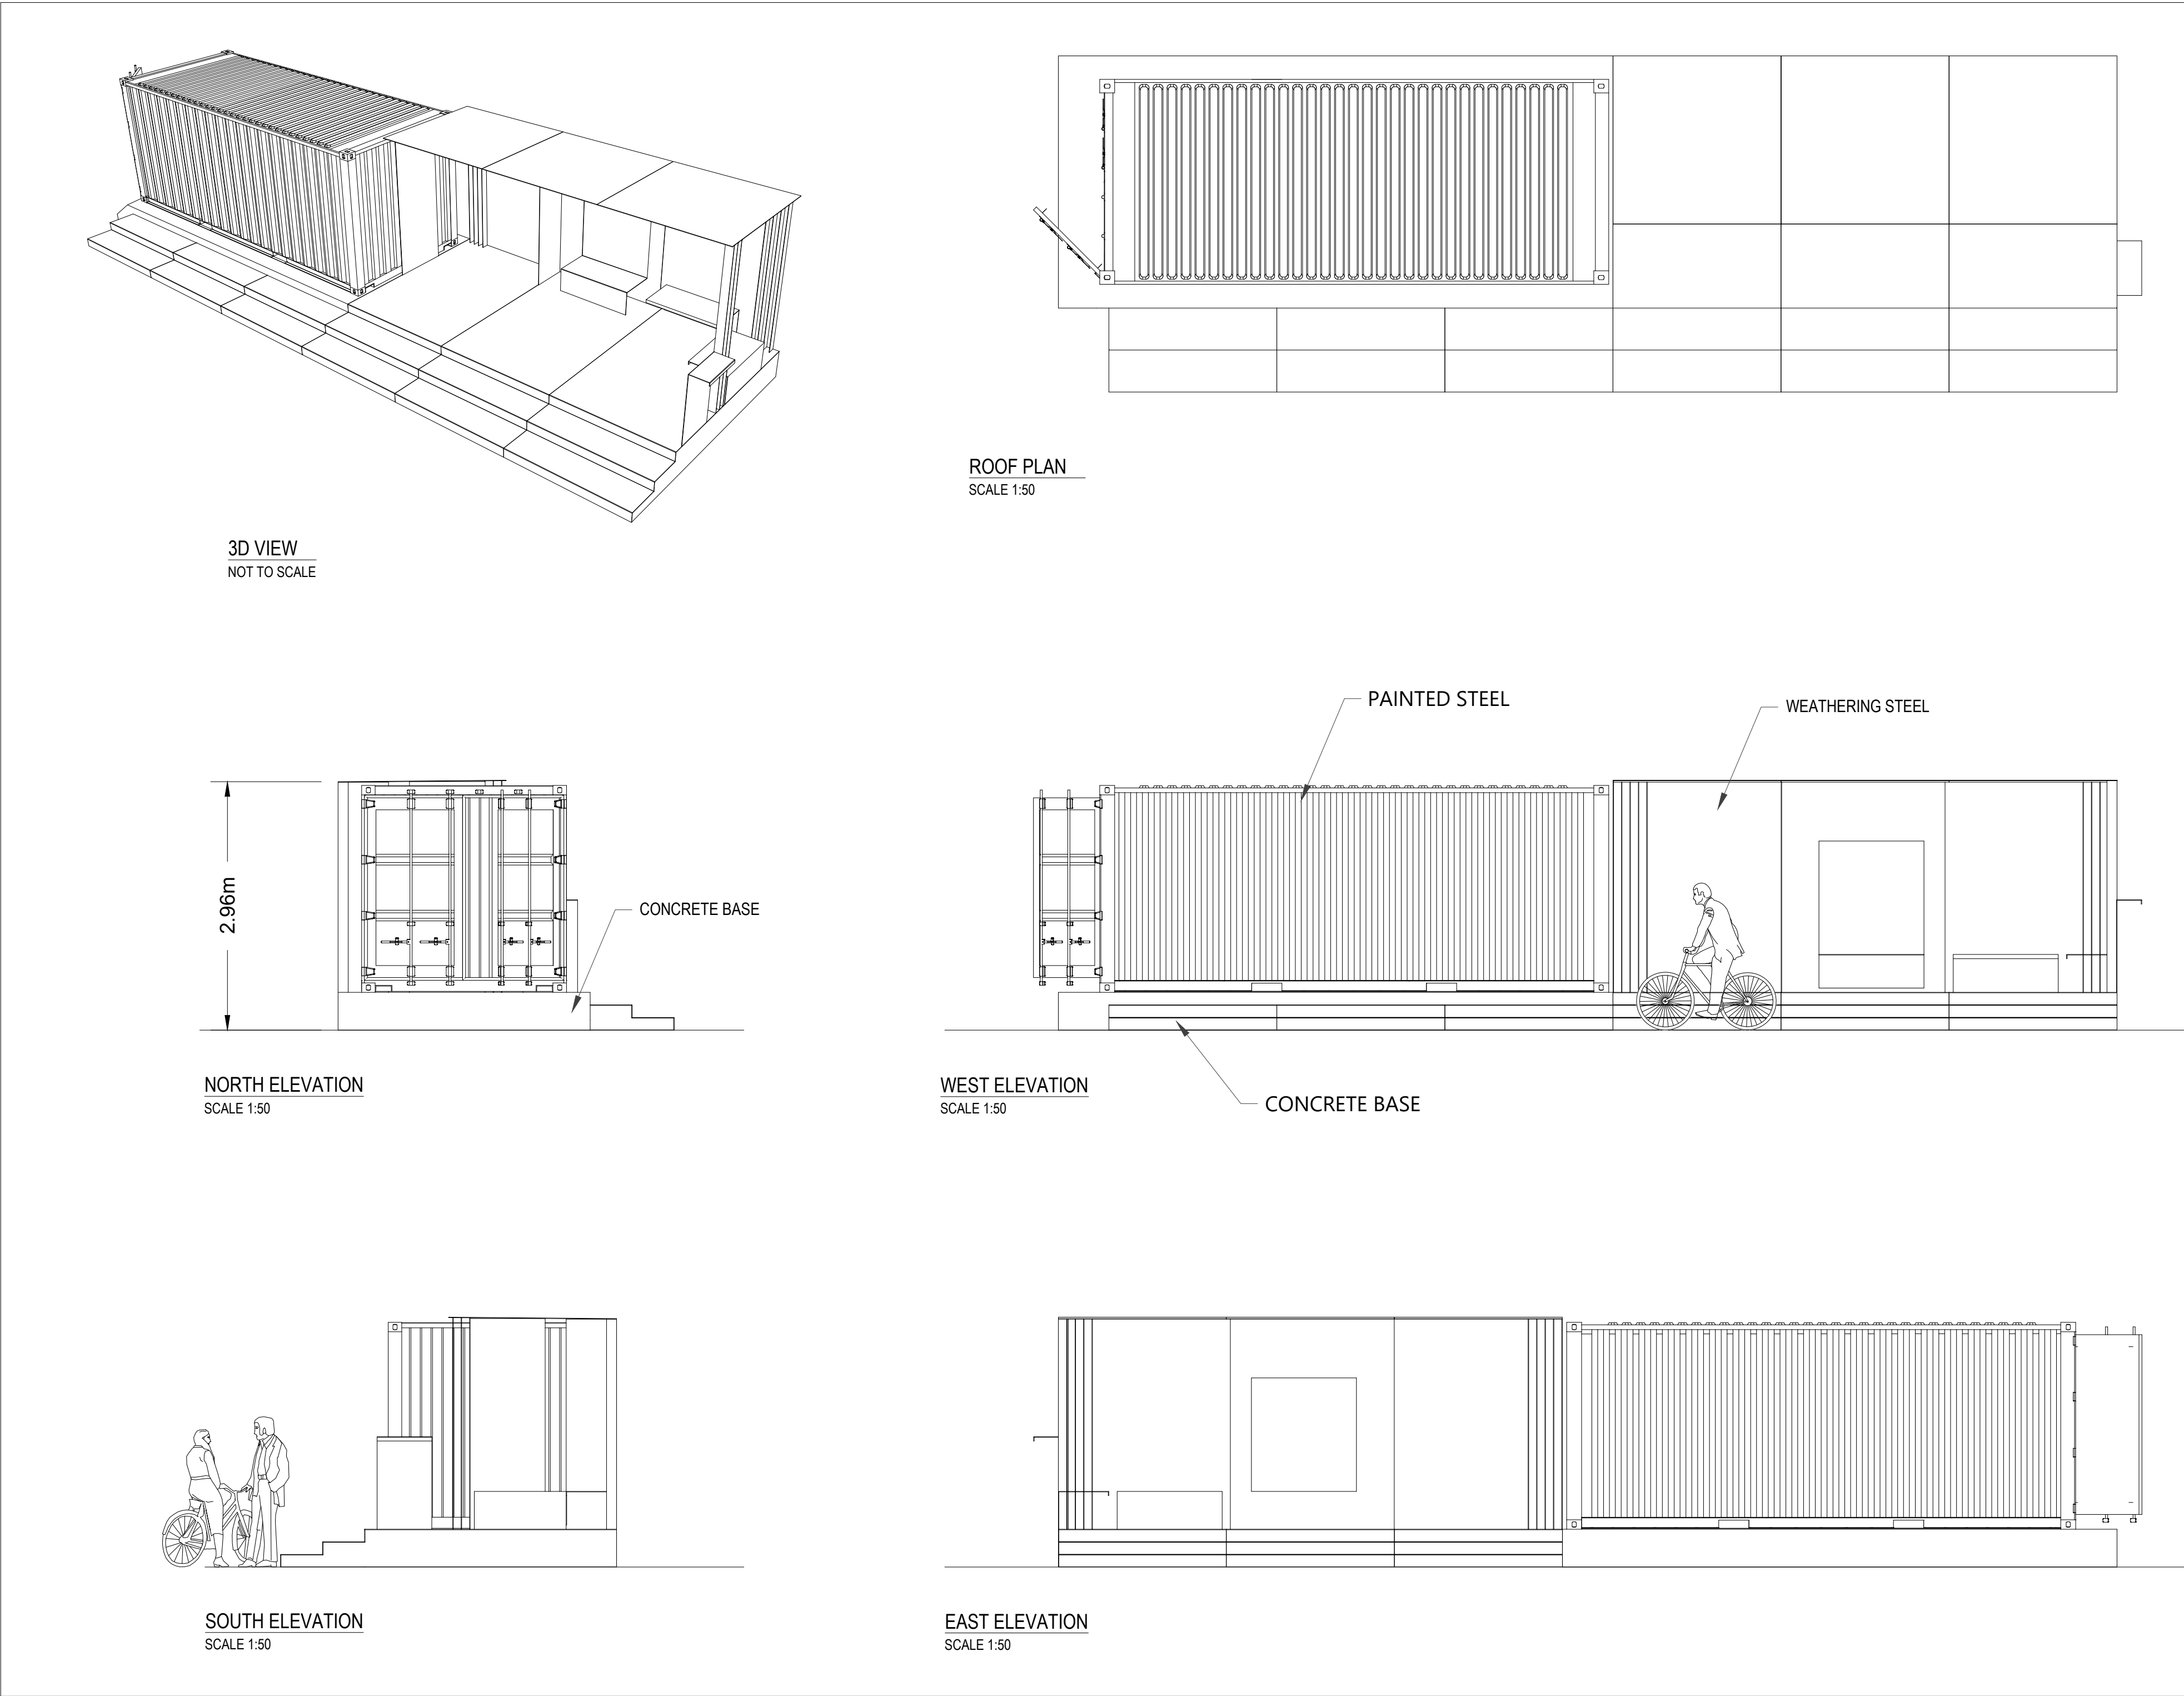 3D VIEW
NOT TO SCALE
ROOF PLAN
SCALE 1:50
2.96m
CONCRETE BASE
NORTH ELEVATION
SCALE 1:50
PAINTED STEEL
WEATHERING STEEL
WEST ELEVATION
SCALE 1:50
CONCRETE BASE
SOUTH ELEVATION
SCALE 1:50
EAST ELEVATION
SCALE 1:50